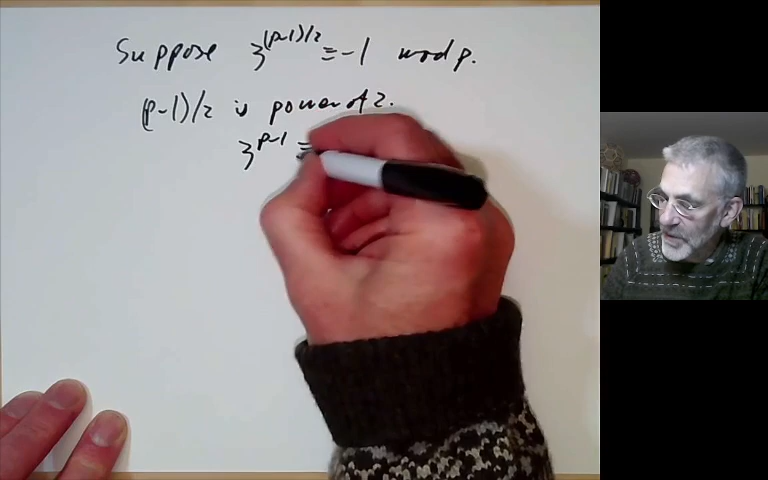 Suppose 3^{(p-1)/2} ≡ -1 mod p.
(p-1)/2 is power of 2.
3^{p-1} ≡